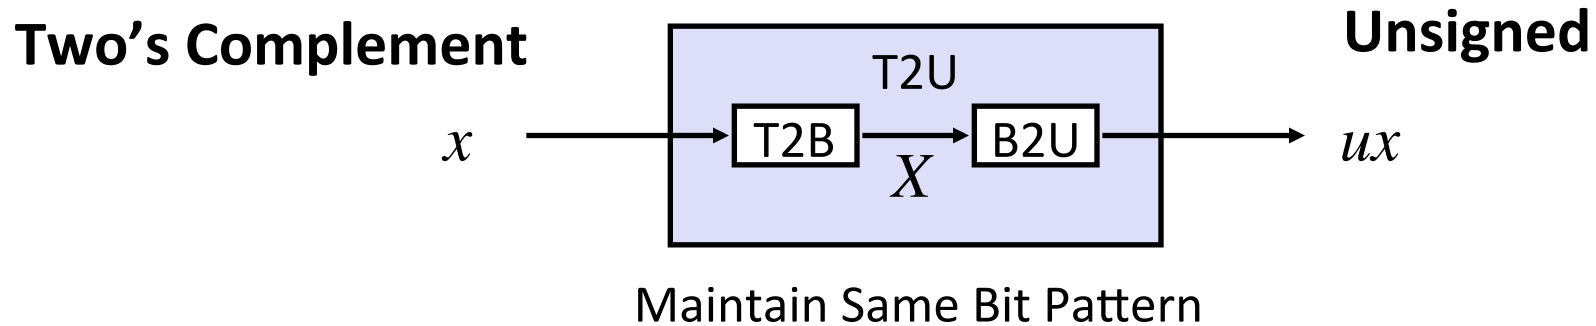 Two’s Complement
Unsigned
T2U
x
T2B
X
B2U
ux
Maintain Same Bit Pattern